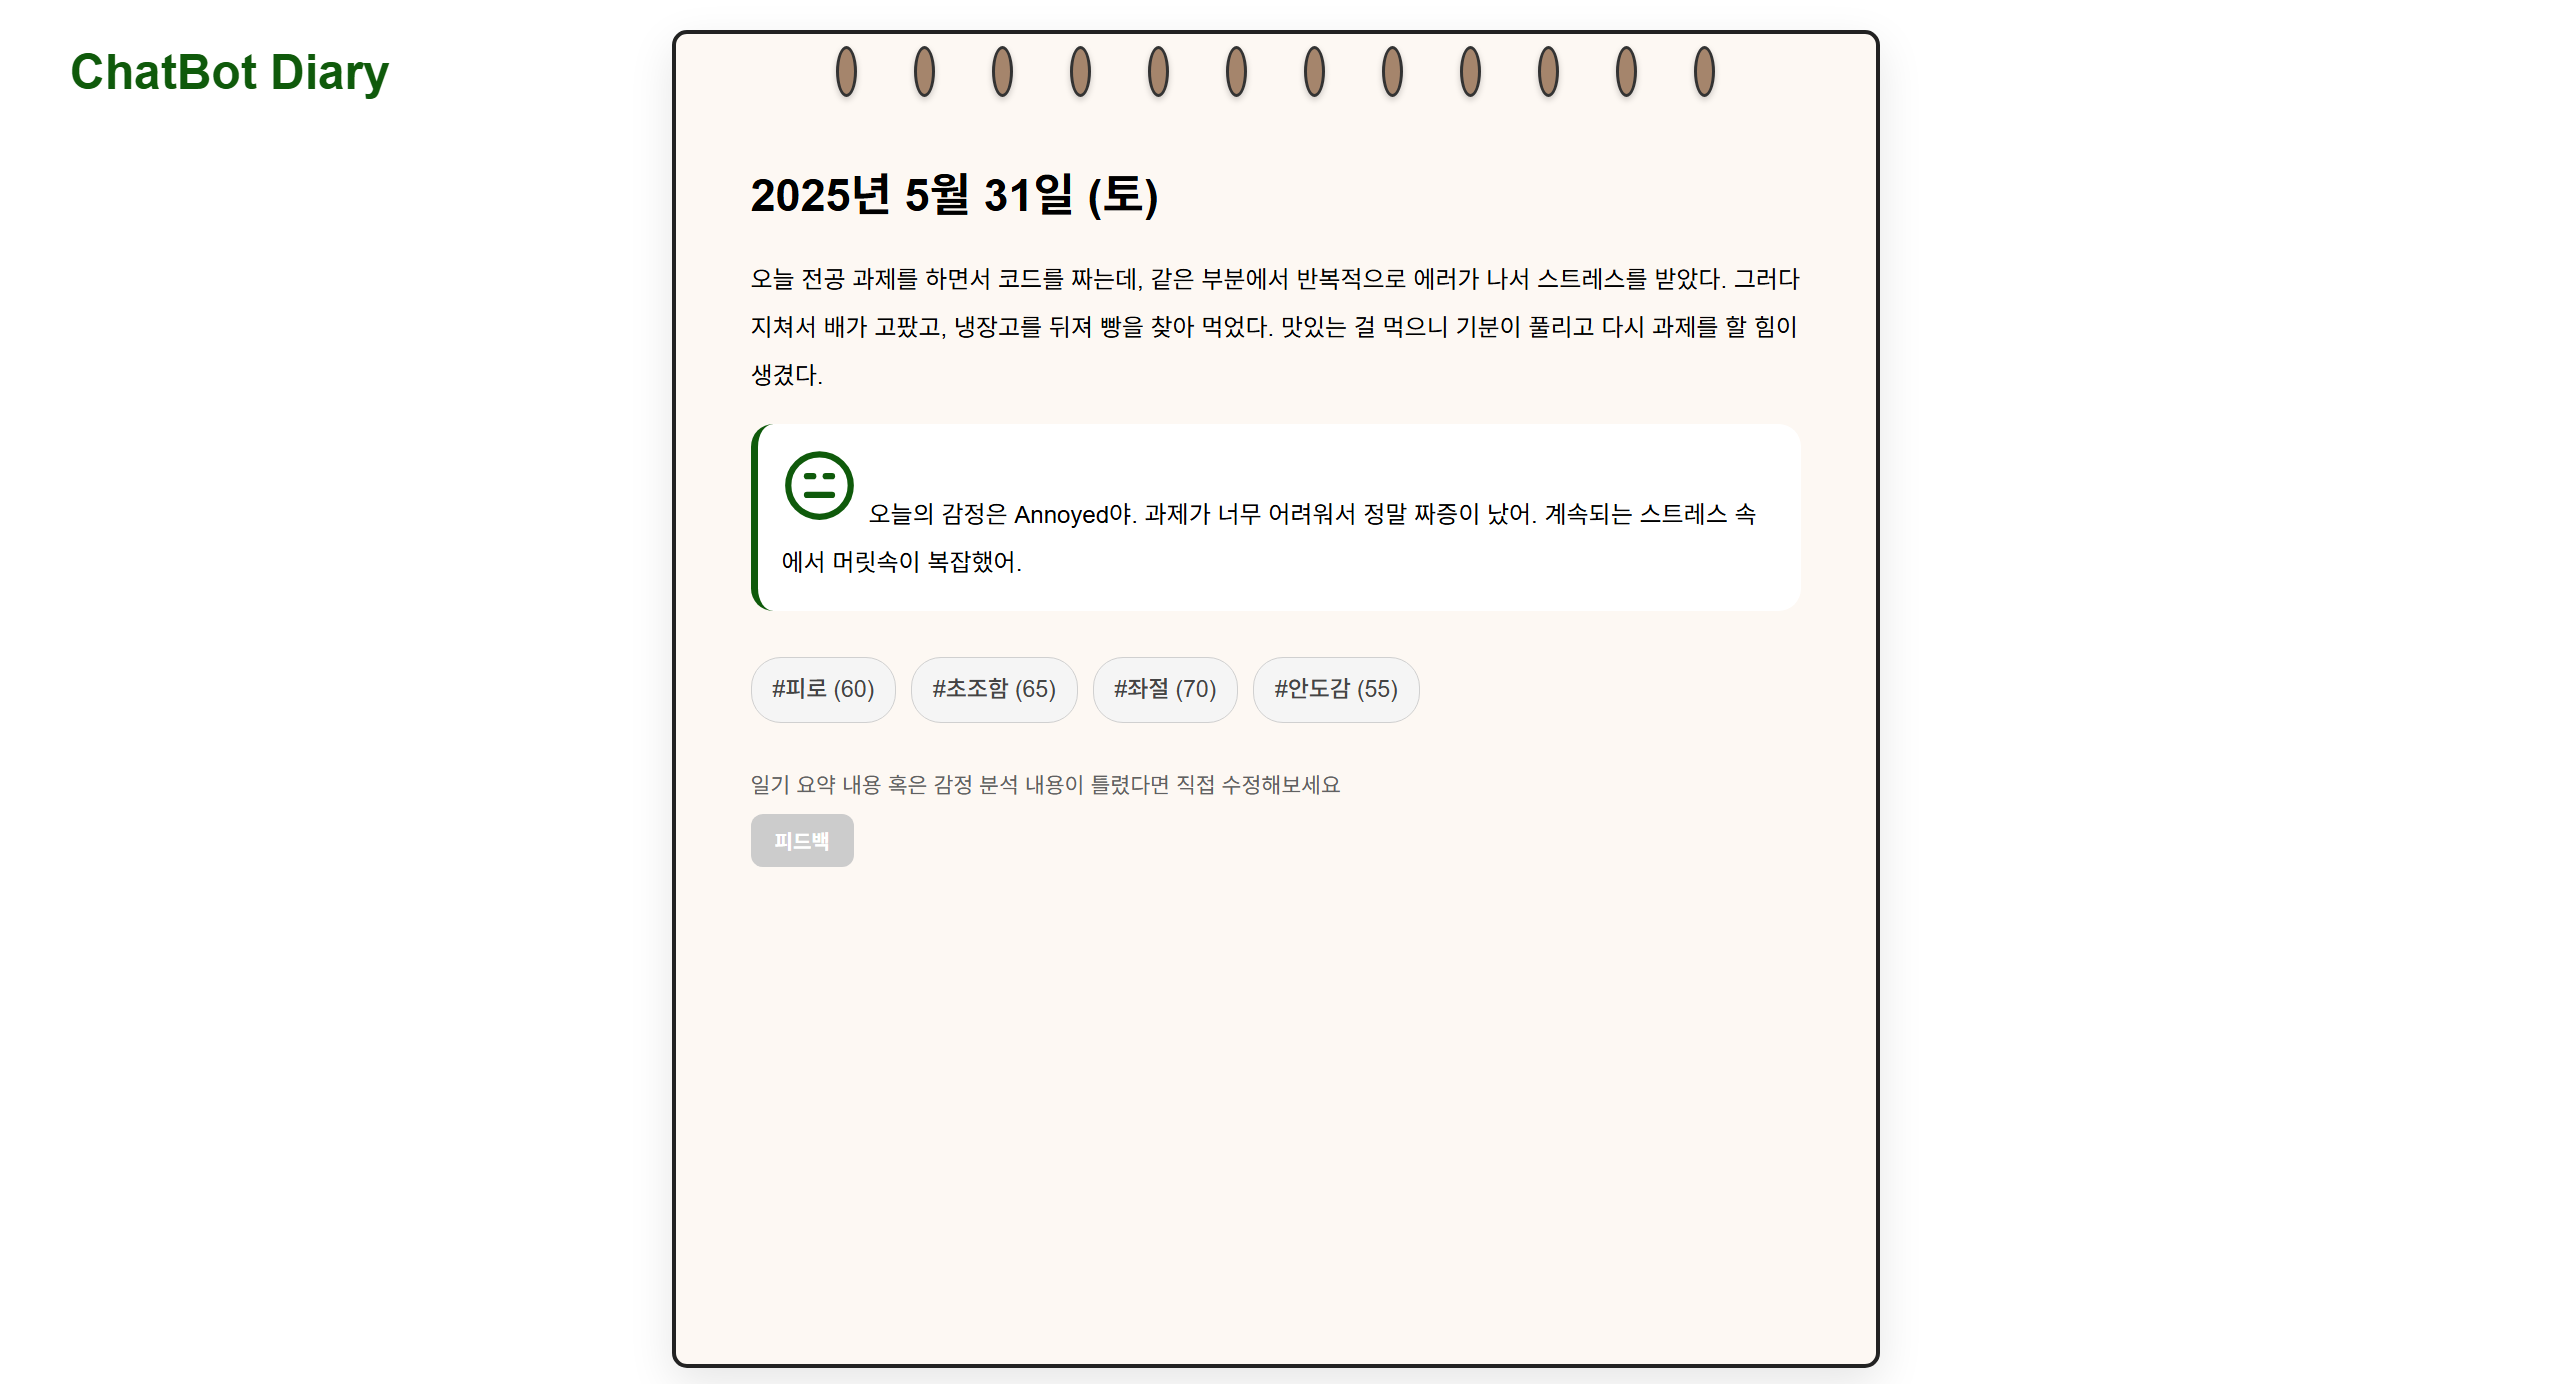 ChatBot Diary
2025년 5월 31일 (토)
오늘 전공 과제를 하면서 코드를 짜는데, 같은 부분에서 반복적으로 에러가 나서 스트레스를 받았다. 그러다
지쳐서 배가 고팠고, 냉장고를 뒤져 빵을 찾아 먹었다. 맛있는 걸 먹으니 기분이 풀리고 다시 과제를 할 힘이
생겼다.
오늘의 감정은 Annoyed야. 과제가 너무 어려워서 정말 짜증이 났어. 계속되는 스트레스 속
에서 머릿속이 복잡했어.
#피로 (60) #초조함 (65) #좌절 (70) #안도감 (55)
일기 요약 내용 혹은 감정 분석 내용이 틀렸다면 직접 수정해보세요
피드백